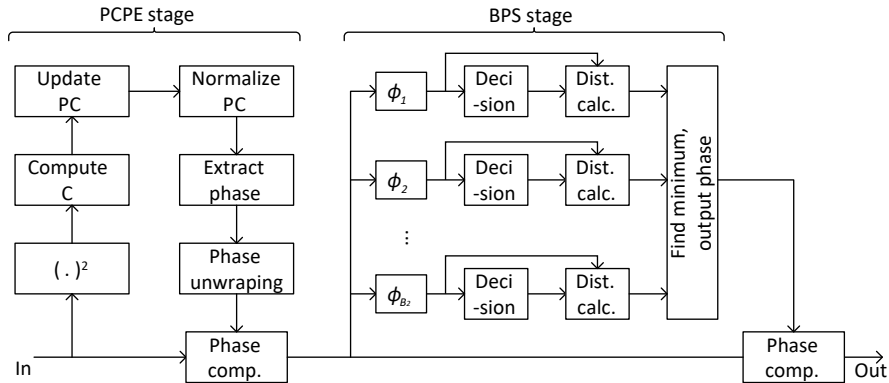 PCPE stage
BPS stage
Update
PC
Normalize
PC
Compute
C
Extract
phase
( . )²
Phase
unwraping
In
Phase
comp.
ϕ1
Deci
-sion
Dist.
calc.
ϕ2
Deci
-sion
Dist.
calc.
...
ϕB2
Deci
-sion
Dist.
calc.
Find minimum,
output phase
Phase
comp.
Out